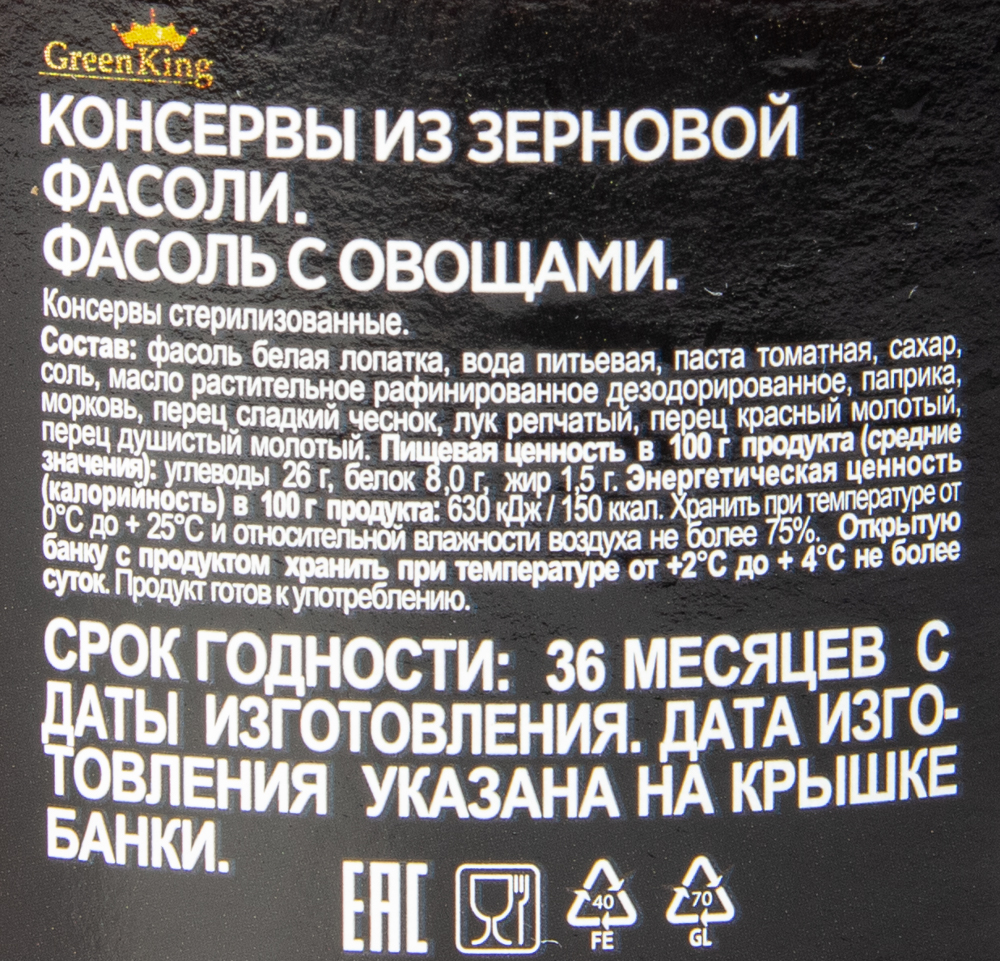 GreenKing
КОНСЕРВЫ ИЗ ЗЕРНОВОЙ
ФАСОЛИ.
ФАСОЛЬ С ОВОЩАМИ.
Консервы стерилизованные.
Состав: фасоль белая лопатка, вода питьевая, паста томатная, сахар,
соль, масло растительное рафинированное дезодорированное, паприка,
морковь, перец сладкий чеснок, лук репчатый, перец красный молотый,
перец душистый молотый. Пищевая ценность в 100 г продукта (средние
значения): углеводы 26 г, белок 8,0 г, жир 1,5 г. Энергетическая ценность
(калорийность) в 100 г продукта: 630 кДж / 150 ккал. Хранить при температуре от
0°С до + 25°С и относительной влажности воздуха не более 75%. Открытую
банку с продуктом хранить при температуре от +2°С до + 4°С не более
суток. Продукт готов к употреблению.
СРОК ГОДНОСТИ: 36 МЕСЯЦЕВ С
ДАТЫ ИЗГОТОВЛЕНИЯ. ДАТА ИЗГО-
ТОВЛЕНИЯ УКАЗАНА НА КРЫШКЕ
БАНКИ.
EAC 40 70
FE GL